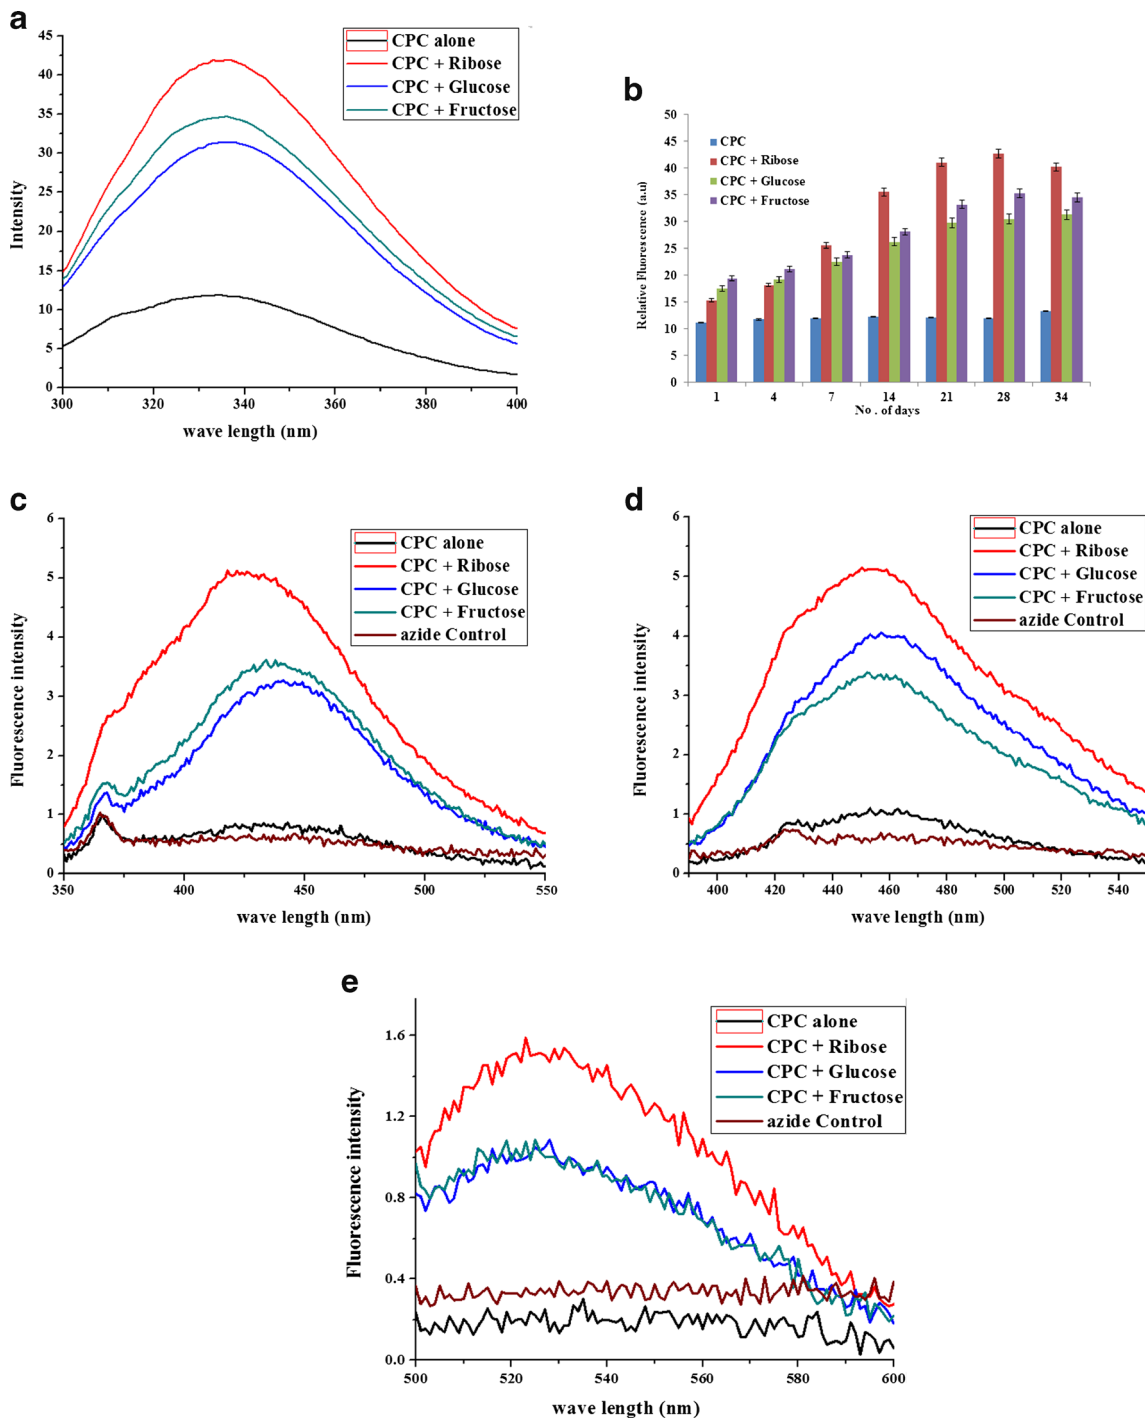 a
45
40
35
30
25
20
15
10
5
0
Intensity
300 320 340 360 380 400
wave length (nm)
CPC alone
CPC + Ribose
CPC + Glucose
CPC + Fructose
b
50
45
40
35
30
25
20
15
10
5
0
Relative Fluorescence (a.u)
CPC
CPC + Ribose
CPC + Glucose
CPC + Fructose
1 4 7 14 21 28 34
No . of days
c
6
5
4
3
2
1
0
Fluorescence intensity
350 400 450 500 550
wave length (nm)
CPC alone
CPC + Ribose
CPC + Glucose
CPC + Fructose
azide Control
d
6
5
4
3
2
1
0
Fluorescence intensity
400 420 440 460 480 500 520 540
wave length (nm)
CPC alone
CPC + Ribose
CPC + Glucose
CPC + Fructose
azide Control
e
1.6
1.2
0.8
0.4
0.0
Fluorescence intensity
500 520 540 560 580 600
wave length (nm)
CPC alone
CPC + Ribose
CPC + Glucose
CPC + Fructose
azide Control